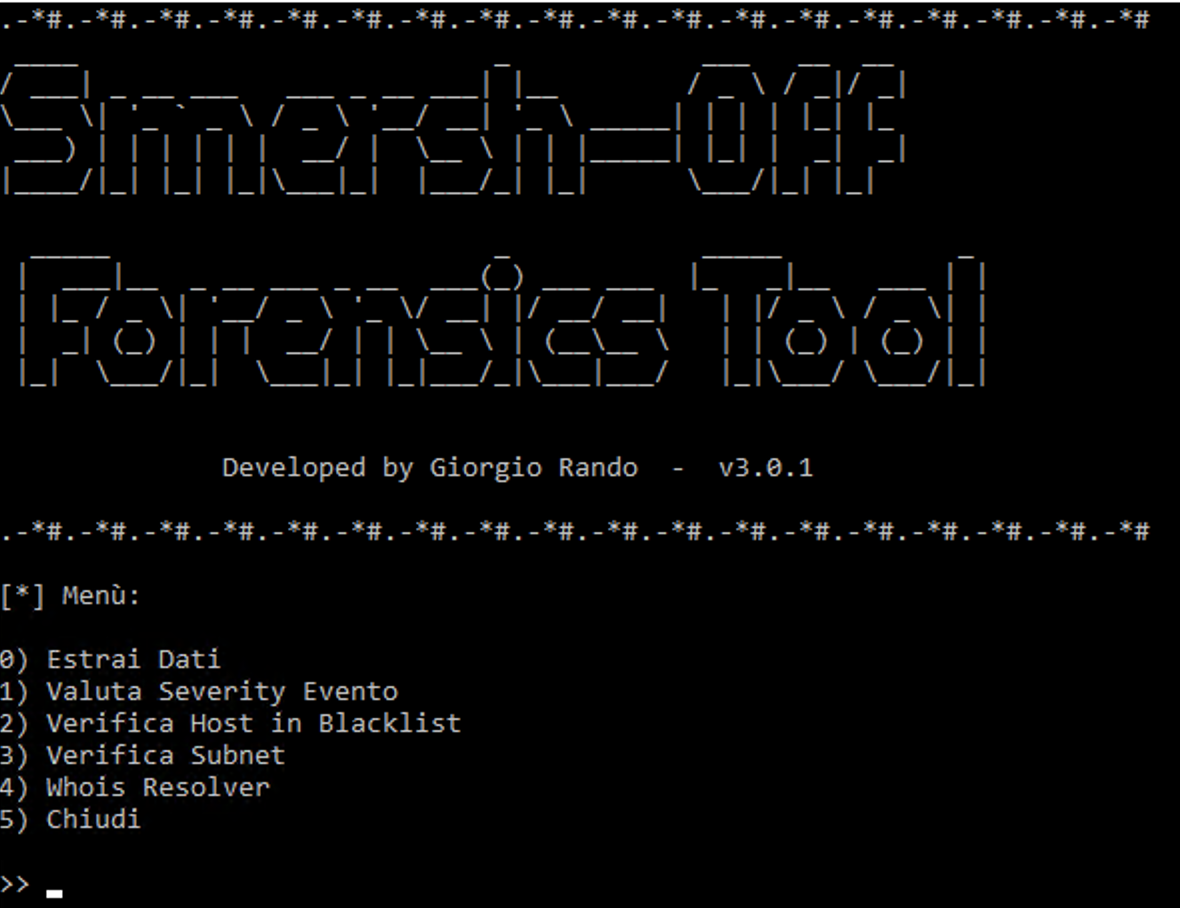 .-*#.-*#.-*#.-*#.-*#.-*#.-*#.-*#.-*#.-*#.-*#.-*#.-*#.-*#.-*#.-*#.-*#.-*#
Smersh-Off
Forensics Tool
Developed by Giorgio Rando - v3.0.1
.-*#.-*#.-*#.-*#.-*#.-*#.-*#.-*#.-*#.-*#.-*#.-*#.-*#.-*#.-*#.-*#.-*#.-*#
[*] Menù:
0) Estrai Dati
1) Valuta Severity Evento
2) Verifica Host in Blacklist
3) Verifica Subnet
4) Whois Resolver
5) Chiudi
>>